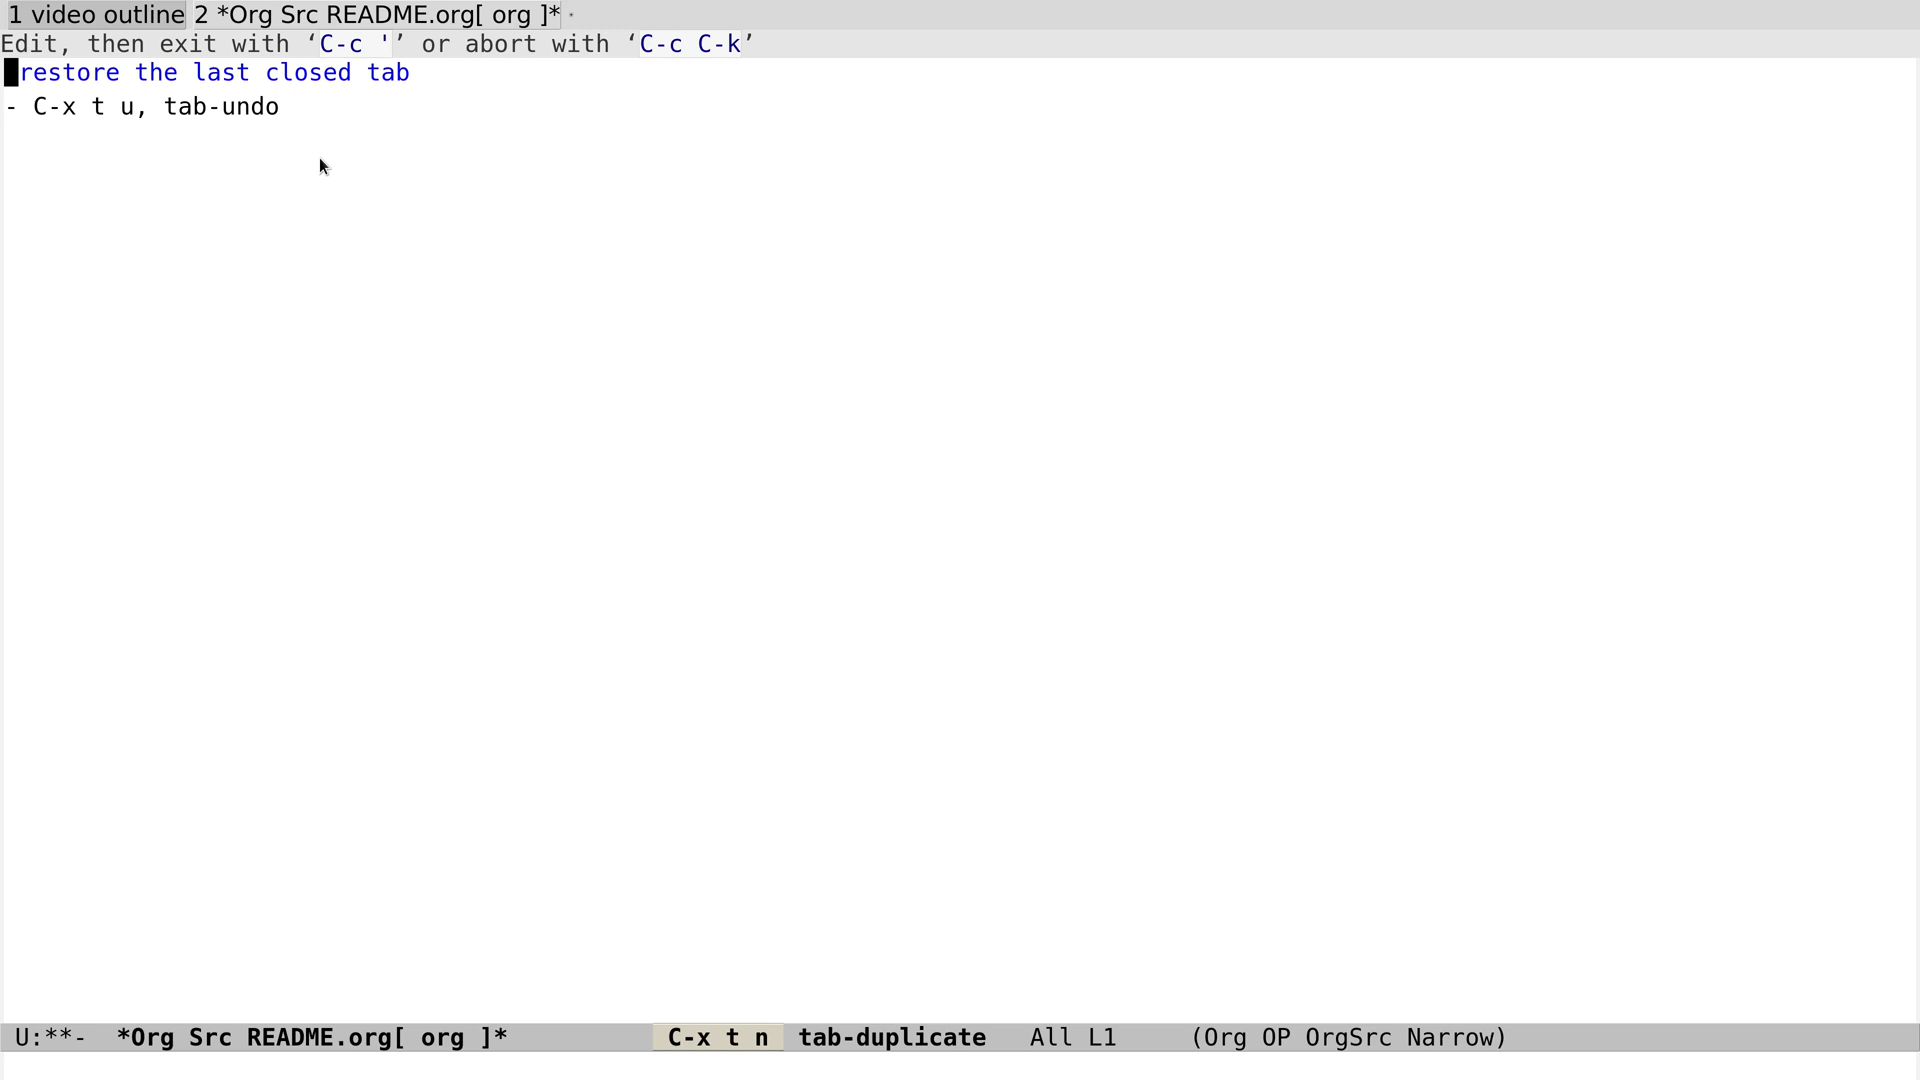 1 video outline 2 *Org Src README.org[ org ]*
Edit, then exit with ‘C-c '’ or abort with ‘C-c C-k’
restore the last closed tab
- C-x t u, tab-undo
U:**- *Org Src README.org[ org ]* C-x t n tab-duplicate All L1 (Org OP OrgSrc Narrow)